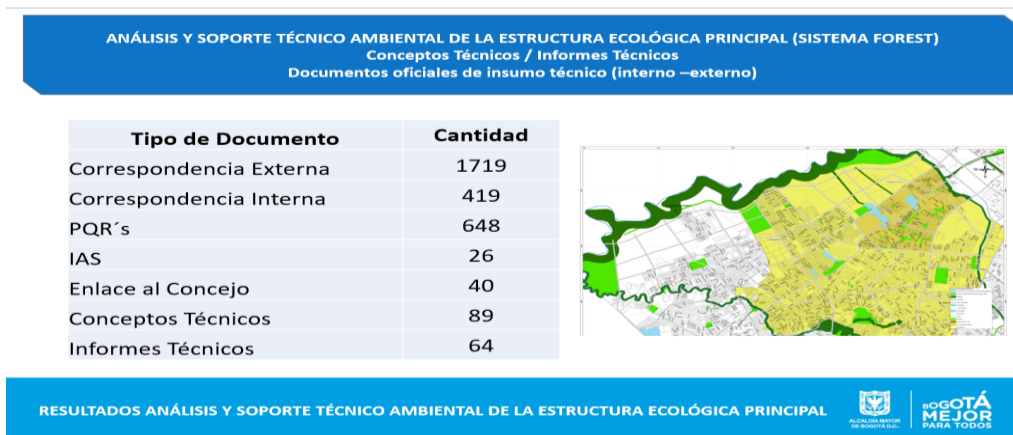 ANÁLISIS Y SOPORTE TÉCNICO AMBIENTAL DE LA ESTRUCTURA ECOLÓGICA PRINCIPAL (SISTEMA FOREST)
Conceptos Técnicos / Informes Técnicos
Documentos oficiales de insumo técnico (interno –externo)
Tipo de Documento Cantidad
Correspondencia Externa 1719
Correspondencia Interna 419
PQR´s 648
IAS 26
Enlace al Concejo 40
Conceptos Técnicos 89
Informes Técnicos 64
RESULTADOS ANÁLISIS Y SOPORTE TÉCNICO AMBIENTAL DE LA ESTRUCTURA ECOLÓGICA PRINCIPAL
ALCALDÍA MAYOR
DE BOGOTÁ D.C.
BOGOTÁ
MEJOR
PARA TODOS